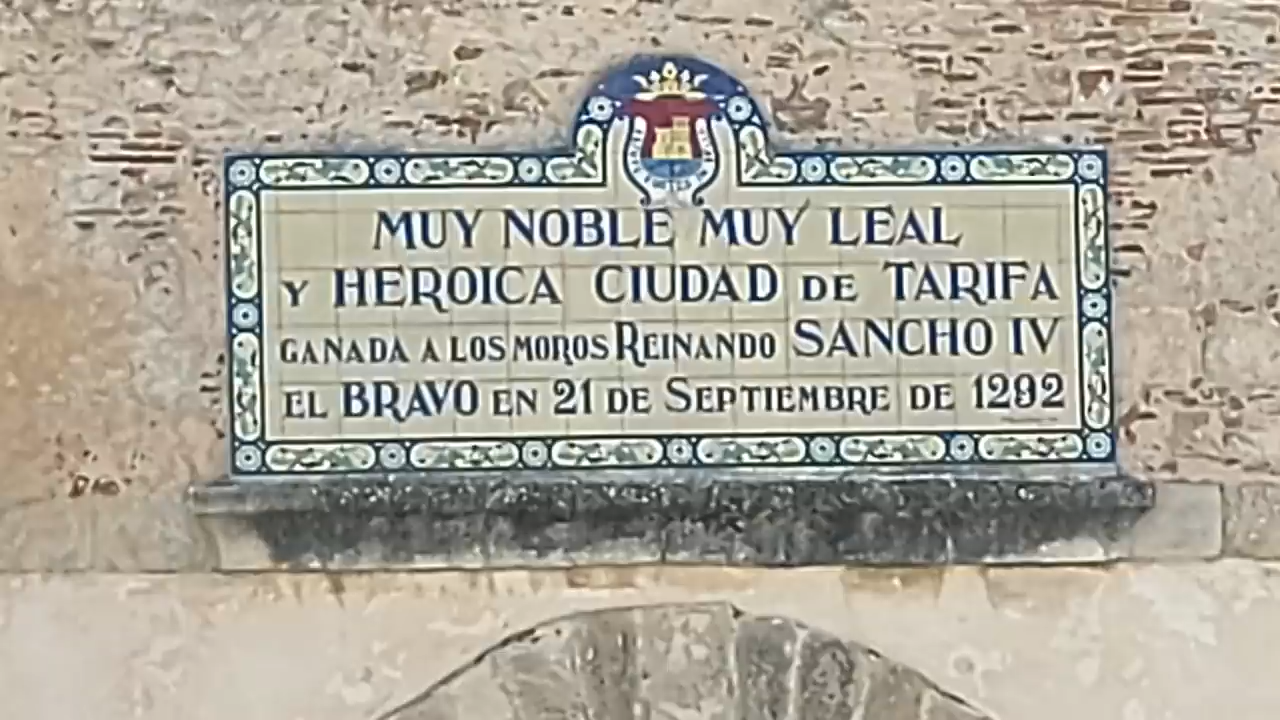 MUY NOBLE MUY LEAL
Y HEROICA CIUDAD DE TARIFA
GANADA A LOS MOROS REINANDO SANCHO IV
EL BRAVO EN 21 DE SEPTIEMBRE DE 1292